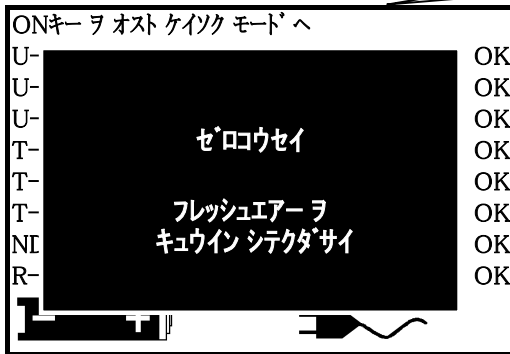 ONキー ヲ オスト ケイソク モード ヘ
U- OK
U- OK
U- OK
T- OK
T- OK
T- OK
ND OK
R- OK
ゼロコウセイ
フレッシュエアー ヲ
キュウイン シテクダサイ